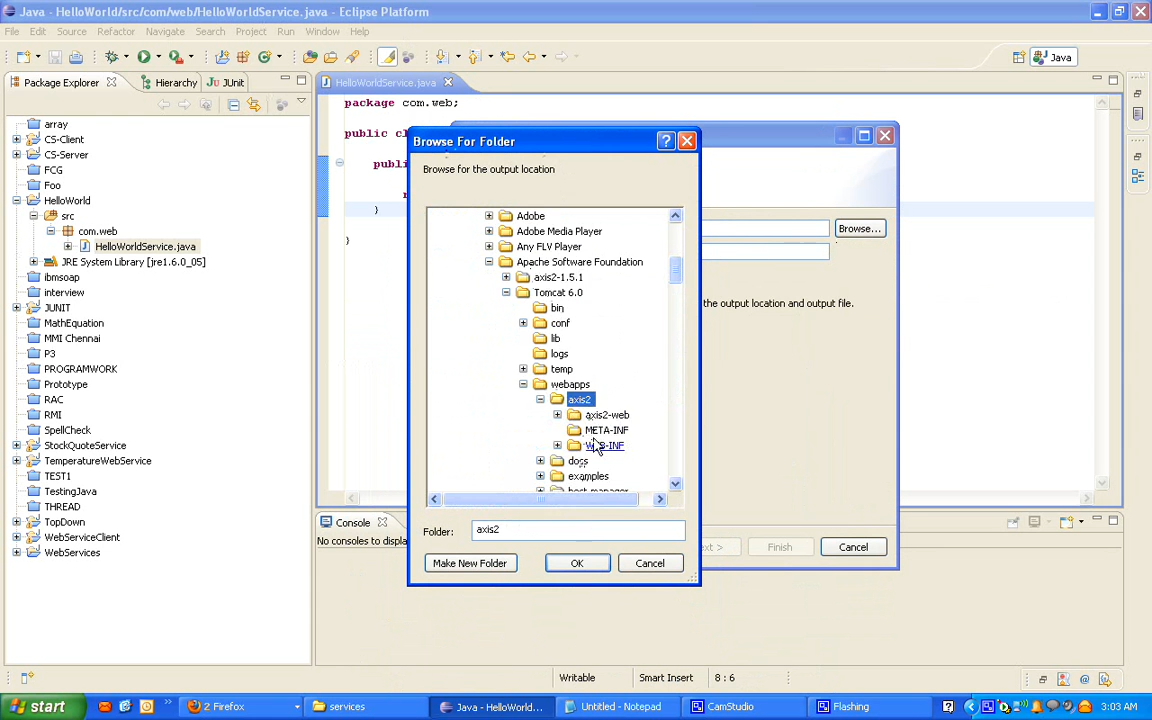 Java - HelloWorld/src/com/web/HelloWorldService.java - Eclipse Platform
File Edit Source Refactor Navigate Search Project Run Window Help
Java
Package Explorer Hierarchy JUnit
HelloWorldService.java
array
CS-Client
CS-Server
FCG
Foo
HelloWorld
src
com.web
HelloWorldService.java
JRE System Library [jre1.6.0_05]
ibmsoap
interview
JUNIT
MathEquation
MMI Chennai
P3
PROGRAMWORK
Prototype
RAC
RMI
SpellCheck
StockQuoteService
TemperatureWebService
TEST1
TestingJava
THREAD
TopDown
WebServiceClient
WebServices
package com.web;
public cl
publi
r
}
}
Browse For Folder
Browse for the output location
Adobe
Adobe Media Player
Any FLV Player
Apache Software Foundation
axis2-1.5.1
Tomcat 6.0
bin
conf
lib
logs
temp
webapps
axis2
axis2-web
META-INF
WEB-INF
docs
examples
host-manager
Folder: axis2
Make New Folder OK Cancel
Browse...
the output location and output file.
> Finish Cancel
Console
No consoles to displa
Writable Smart Insert 8 : 6
start 2 Firefox services Java - HelloWorld... Untitled - Notepad CamStudio Flashing 3:03 AM